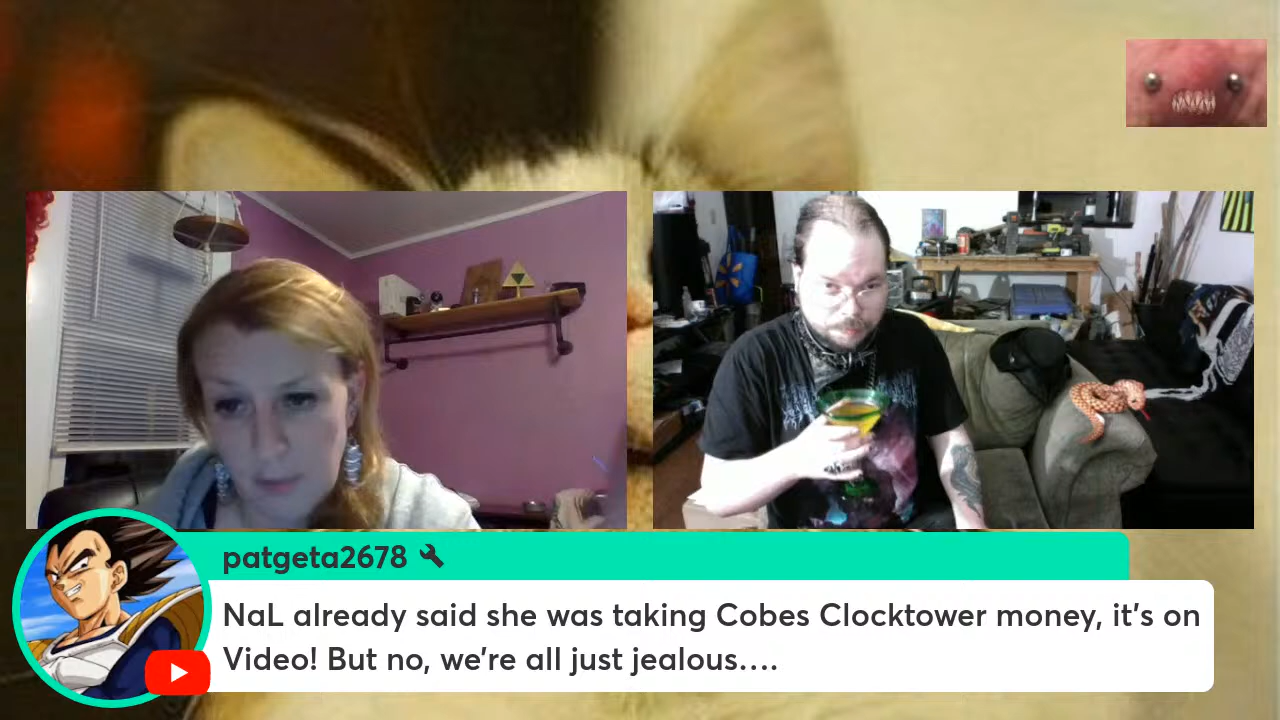 patgeta2678
NaL already said she was taking Cobes Clocktower money, it's on
Video! But no, we're all just jealous....